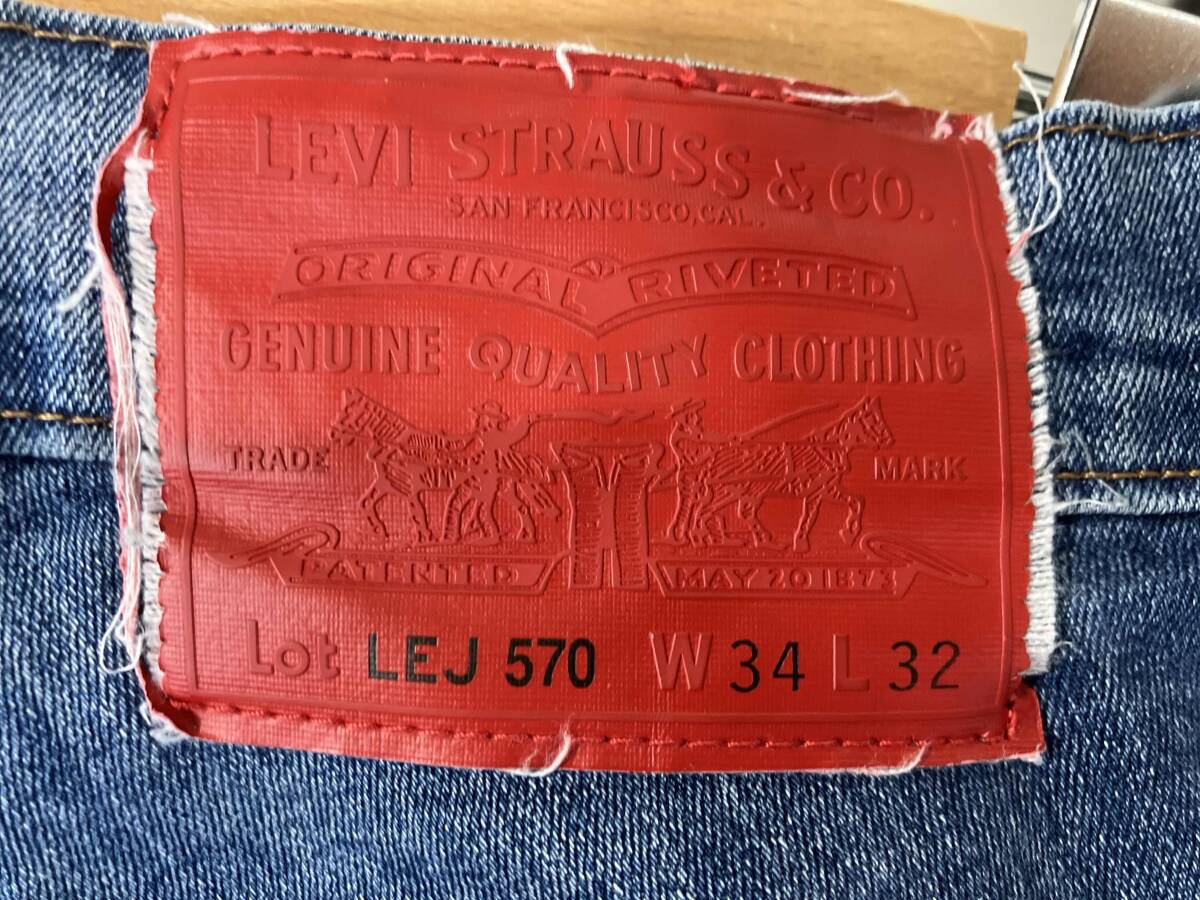 LEVI STRAUSS & CO.
SAN FRANCISCO, CAL.
ORIGINAL RIVETED
GENUINE QUALITY CLOTHING
TRADE MARK
PATENTED MAY 20 1873
Lot LEJ 570 W 34 L 32